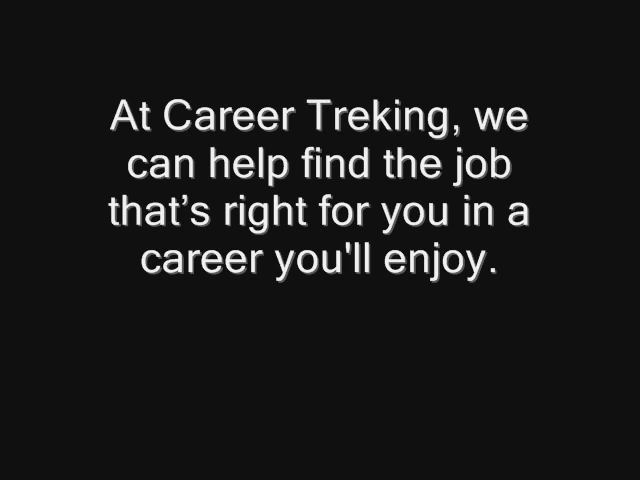 At Career Treking, we
can help find the job
that’s right for you in a
career you'll enjoy.